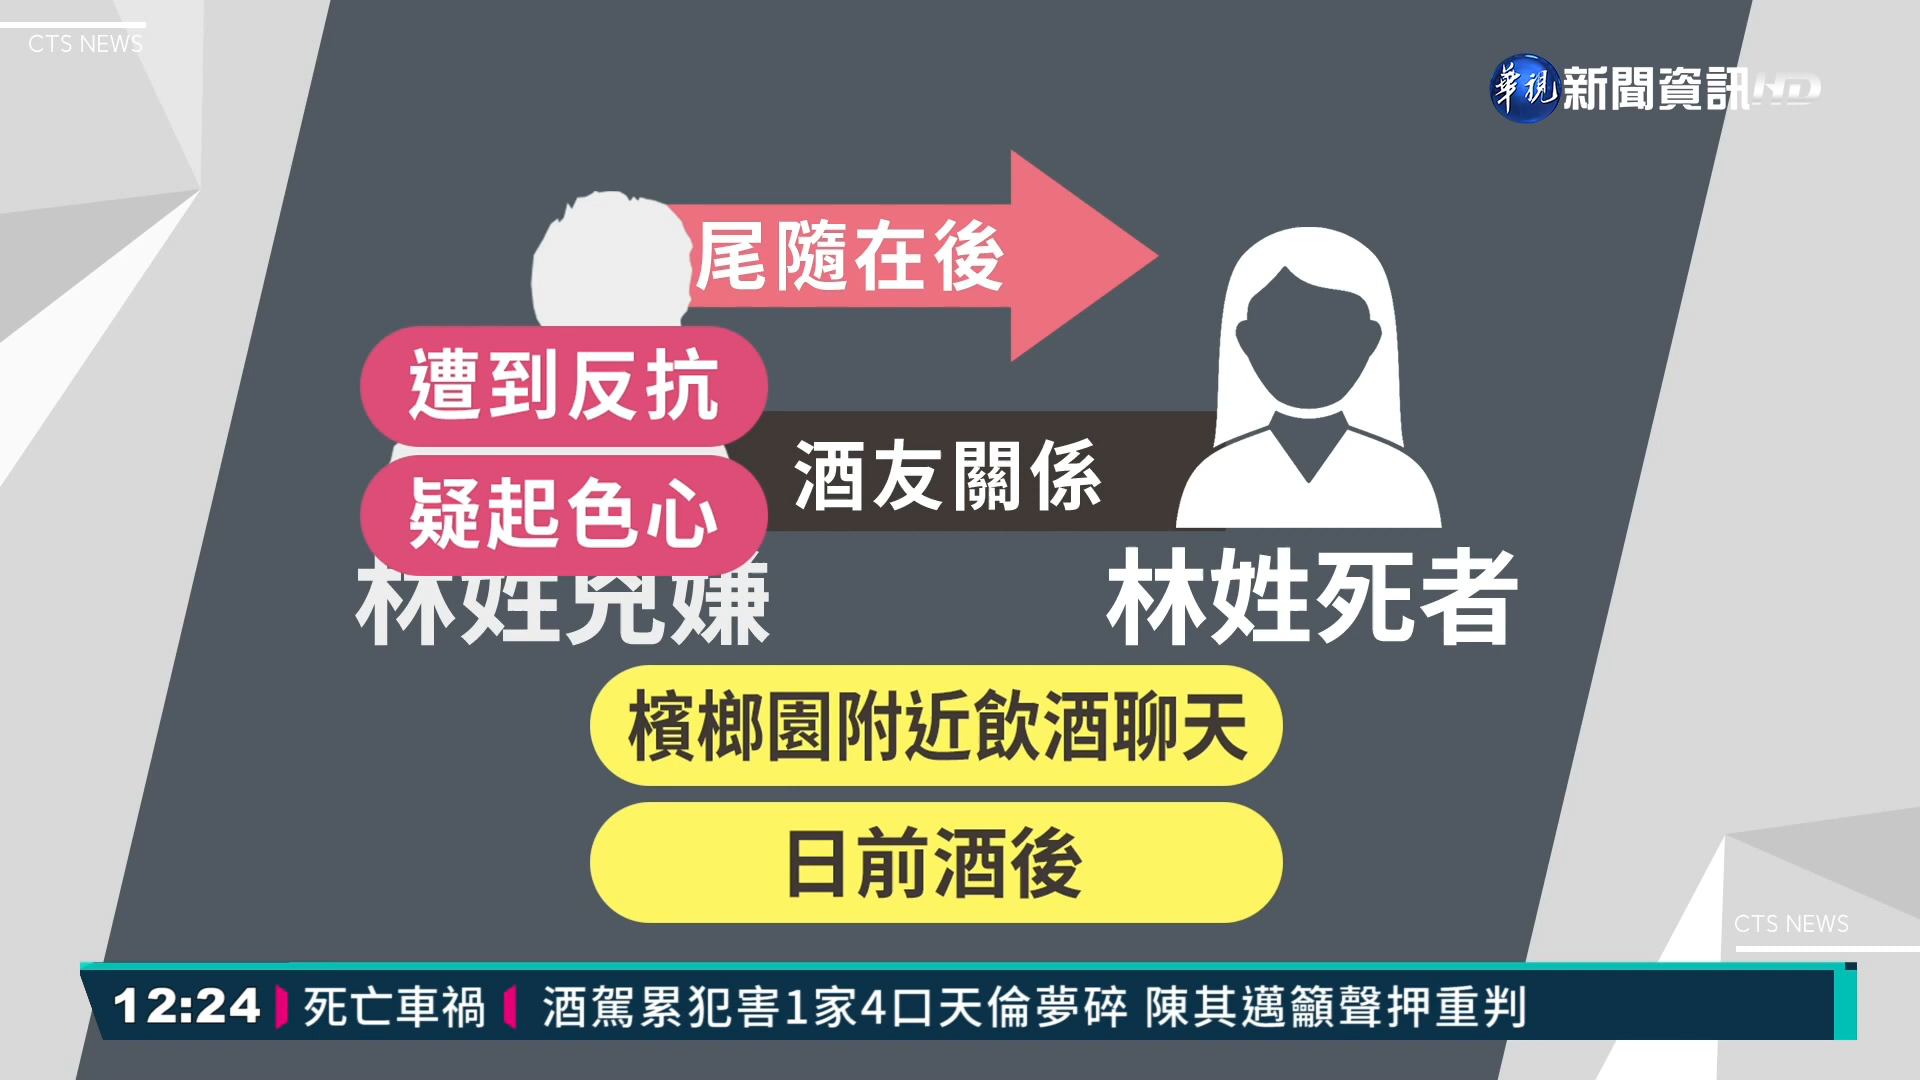 CTS NEWS
華視新聞資訊HD
尾隨在後
遭到反抗
酒友關係
疑起色心
林姓兇嫌
林姓死者
檳榔園附近飲酒聊天
日前酒後
CTS NEWS
12:24 死亡車禍 酒駕累犯害1家4口天倫夢碎 陳其邁籲聲押重判